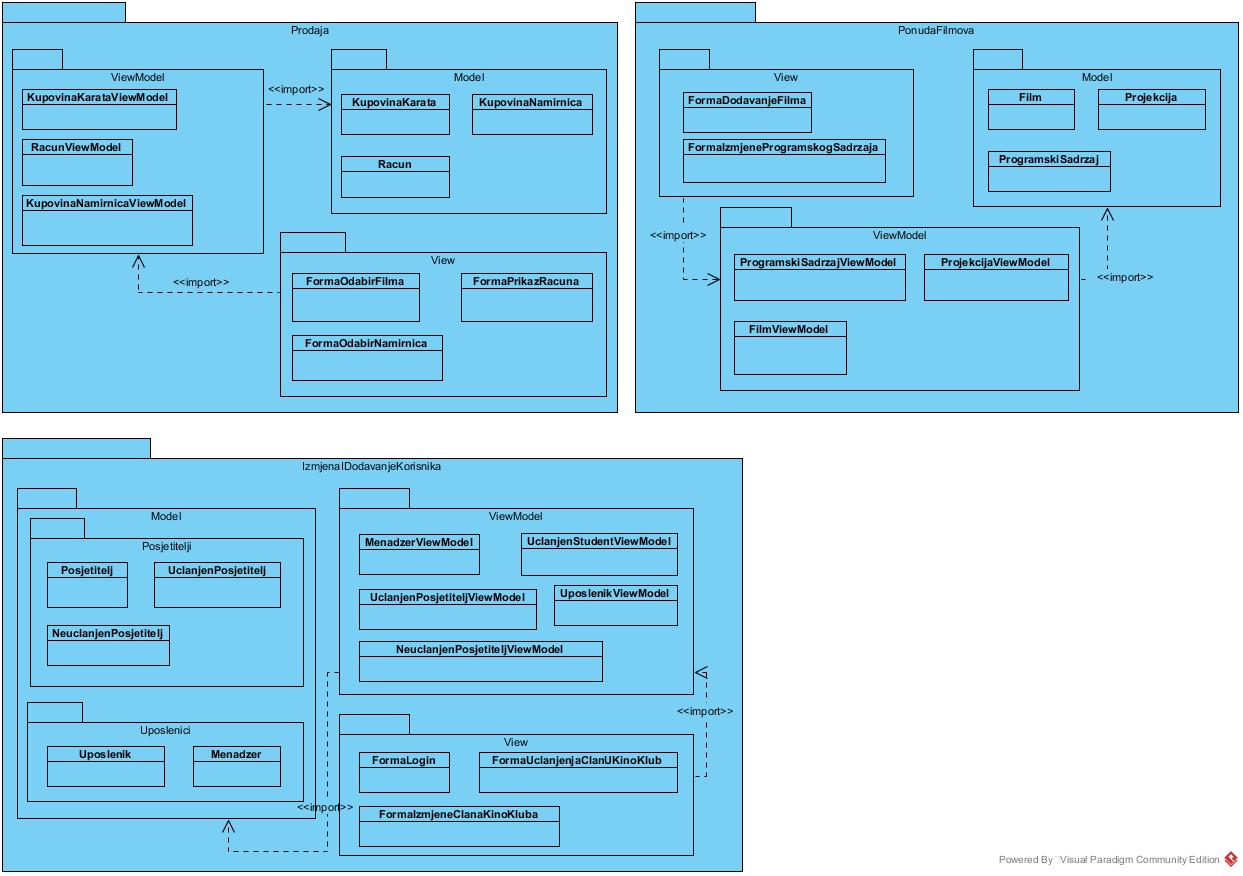 Prodaja
ViewModel
KupovinaKarataViewModel
RacunViewModel
KupovinaNamirnicaViewModel
<<import>>
Model
KupovinaKarata
KupovinaNamirnica
Racun
<<import>>
View
FormaOdabirFilma
FormaPrikazRacuna
FormaOdabirNamirnica
PonudaFilmova
View
FormaDodavanjeFilma
FormaIzmjeneProgramskogSadrzaja
Model
Film
Projekcija
ProgramskiSadrzaj
<<import>>
ViewModel
ProgramskiSadrzajViewModel
ProjekcijaViewModel
FilmViewModel
<<import>>
IzmjenaIDodavanjeKorisnika
Model
Posjetitelji
Posjetitelj
UclanjenPosjetitelj
NeuclanjenPosjetitelj
Uposlenici
Uposlenik
Menadzer
ViewModel
MenadzerViewModel
UclanjenStudentViewModel
UclanjenPosjetiteljViewModel
UposlenikViewModel
NeuclanjenPosjetiteljViewModel
<<import>>
View
FormaLogin
FormaUclanjenjaClanUKinoKlub
<<import>>
FormaIzmjeneClanaKinoKluba
Powered By Visual Paradigm Community Edition